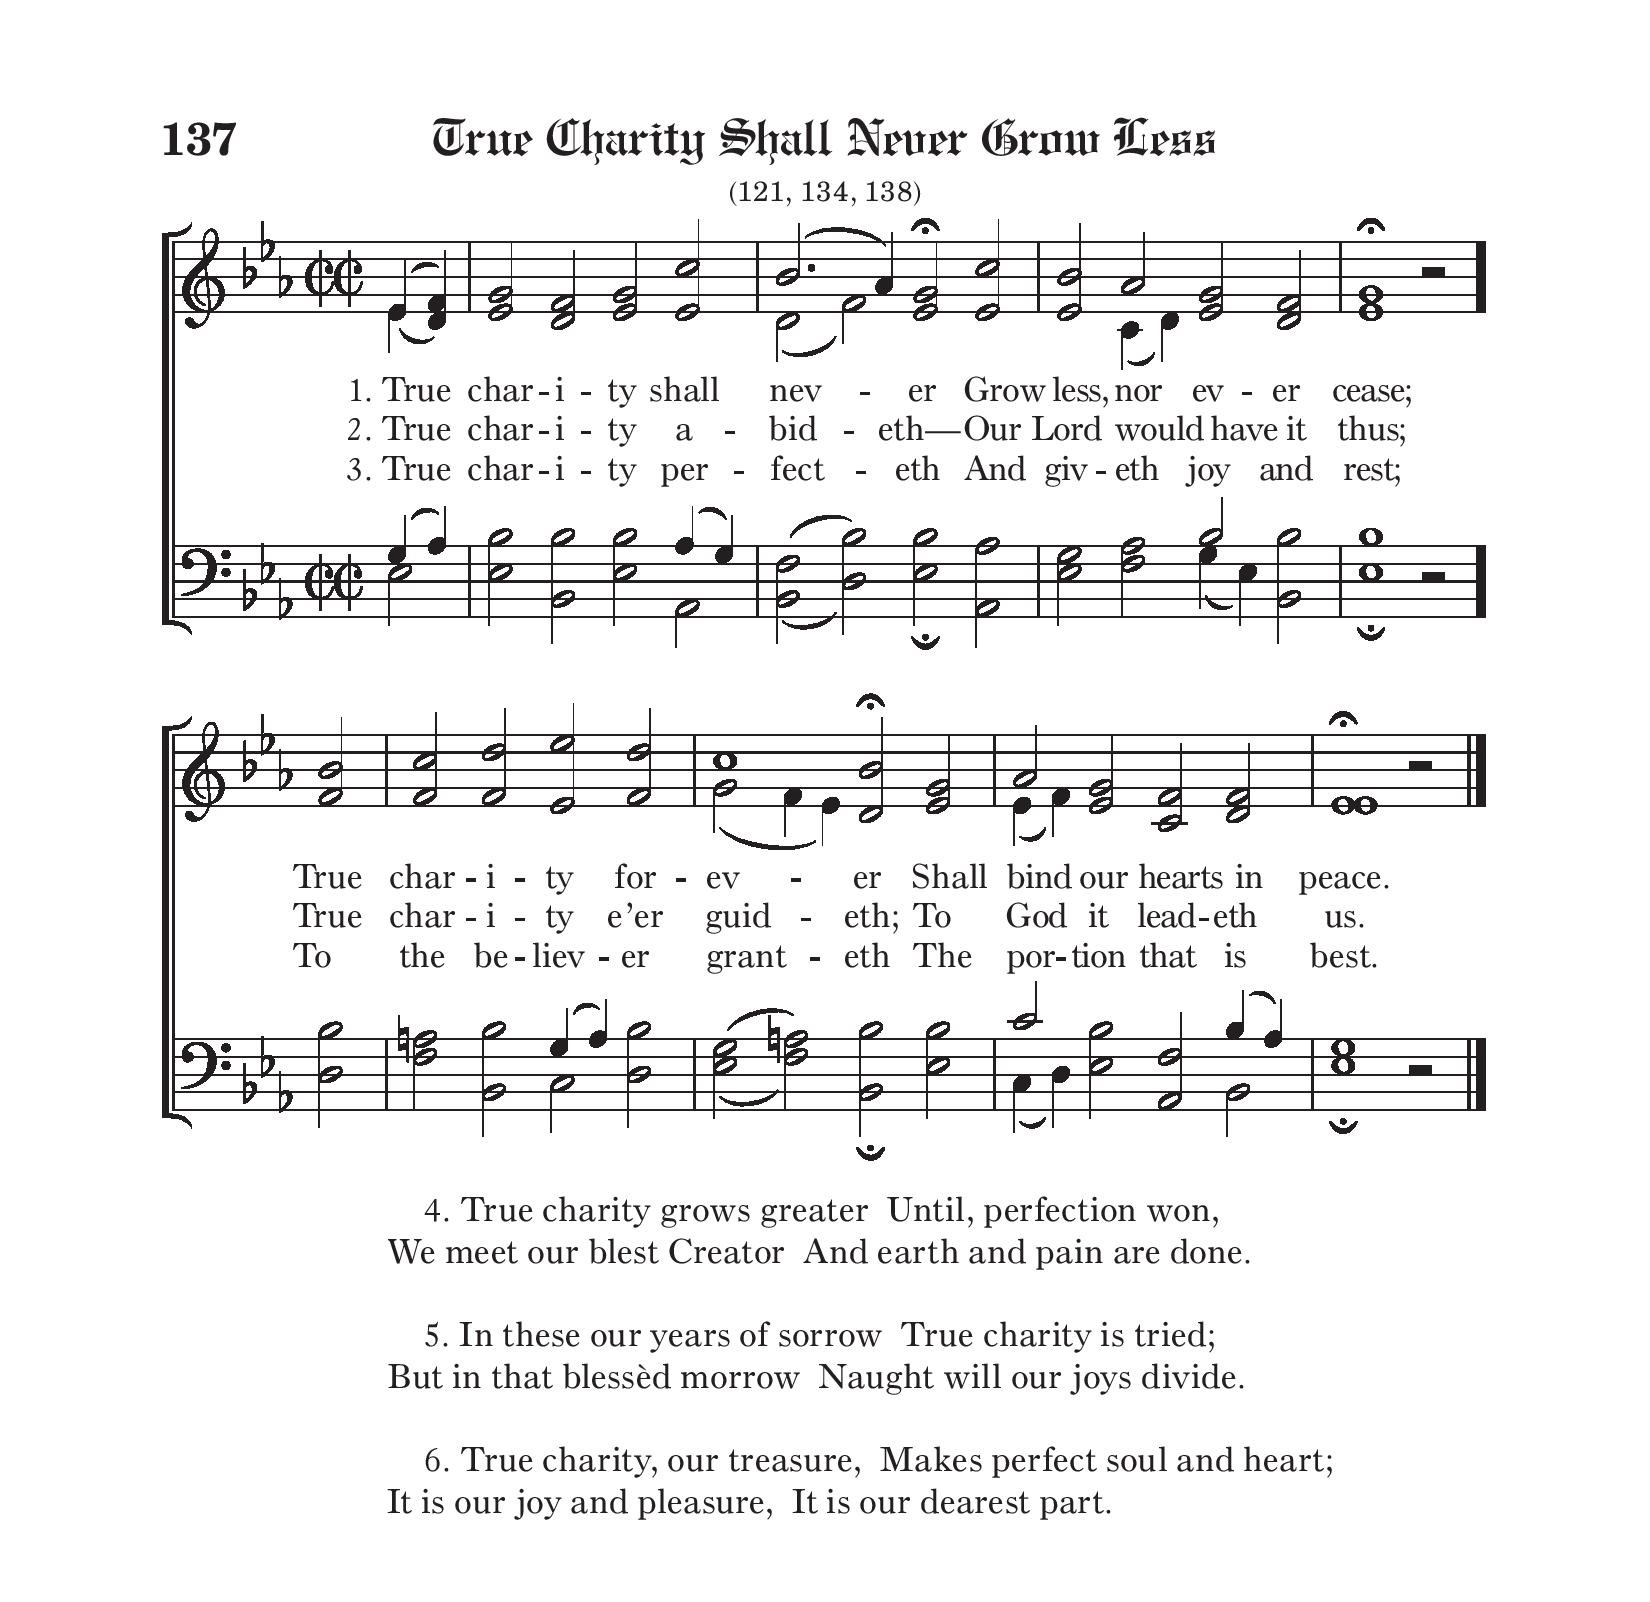 137 True Charity Shall Never Grow Less
(121, 134, 138)
1. True char - i - ty shall nev - er Grow less, nor ev - er cease;
2. True char - i - ty a - bid - eth—Our Lord would have it thus;
3. True char - i - ty per - fect - eth And giv - eth joy and rest;
True char - i - ty for - ev - er Shall bind our hearts in peace.
True char - i - ty e’er guid - eth; To God it lead - eth us.
To the be - liev - er grant - eth The por - tion that is best.
4. True charity grows greater Until, perfection won,
We meet our blest Creator And earth and pain are done.
5. In these our years of sorrow True charity is tried;
But in that blessèd morrow Naught will our joys divide.
6. True charity, our treasure, Makes perfect soul and heart;
It is our joy and pleasure, It is our dearest part.